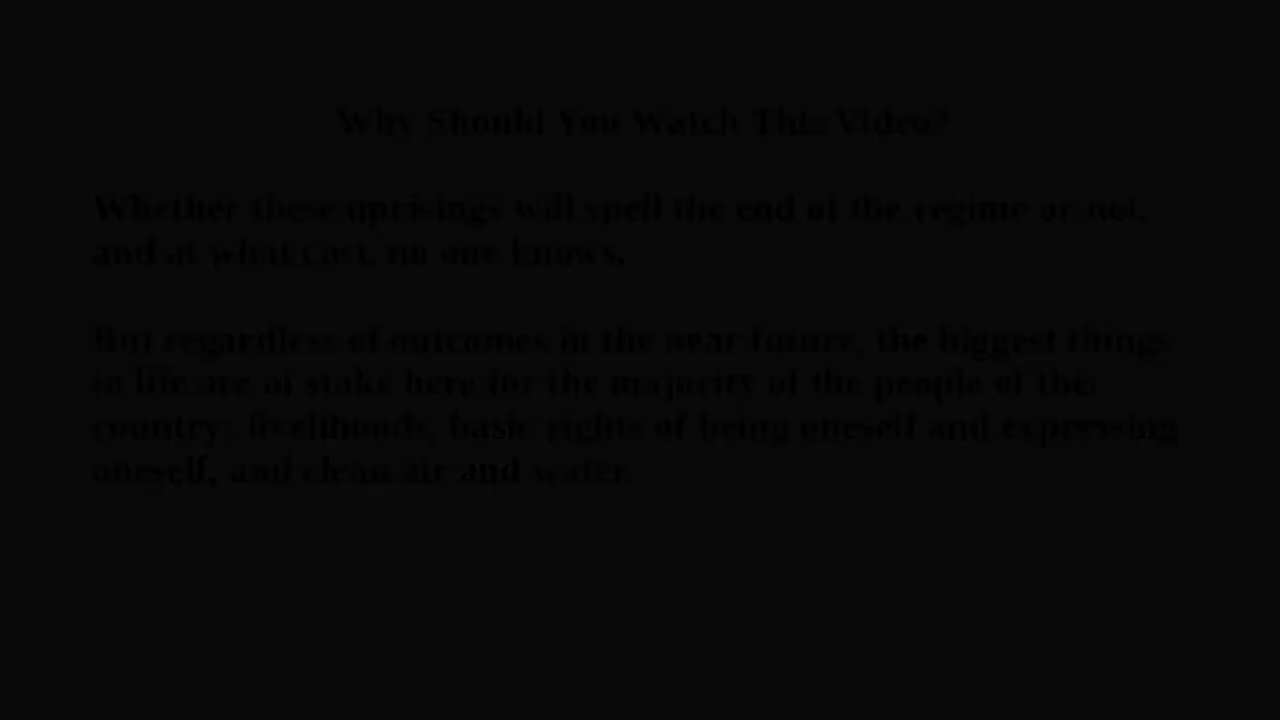 Why Should You Watch This Video?
Whether these uprisings will spell the end of the regime or not,
and at what cost, no one knows.
But regardless of outcomes in the near future, the biggest things
in life are at stake here for the majority of the people of this
country: livelihoods, basic rights of being oneself and expressing
oneself, and clean air and water.